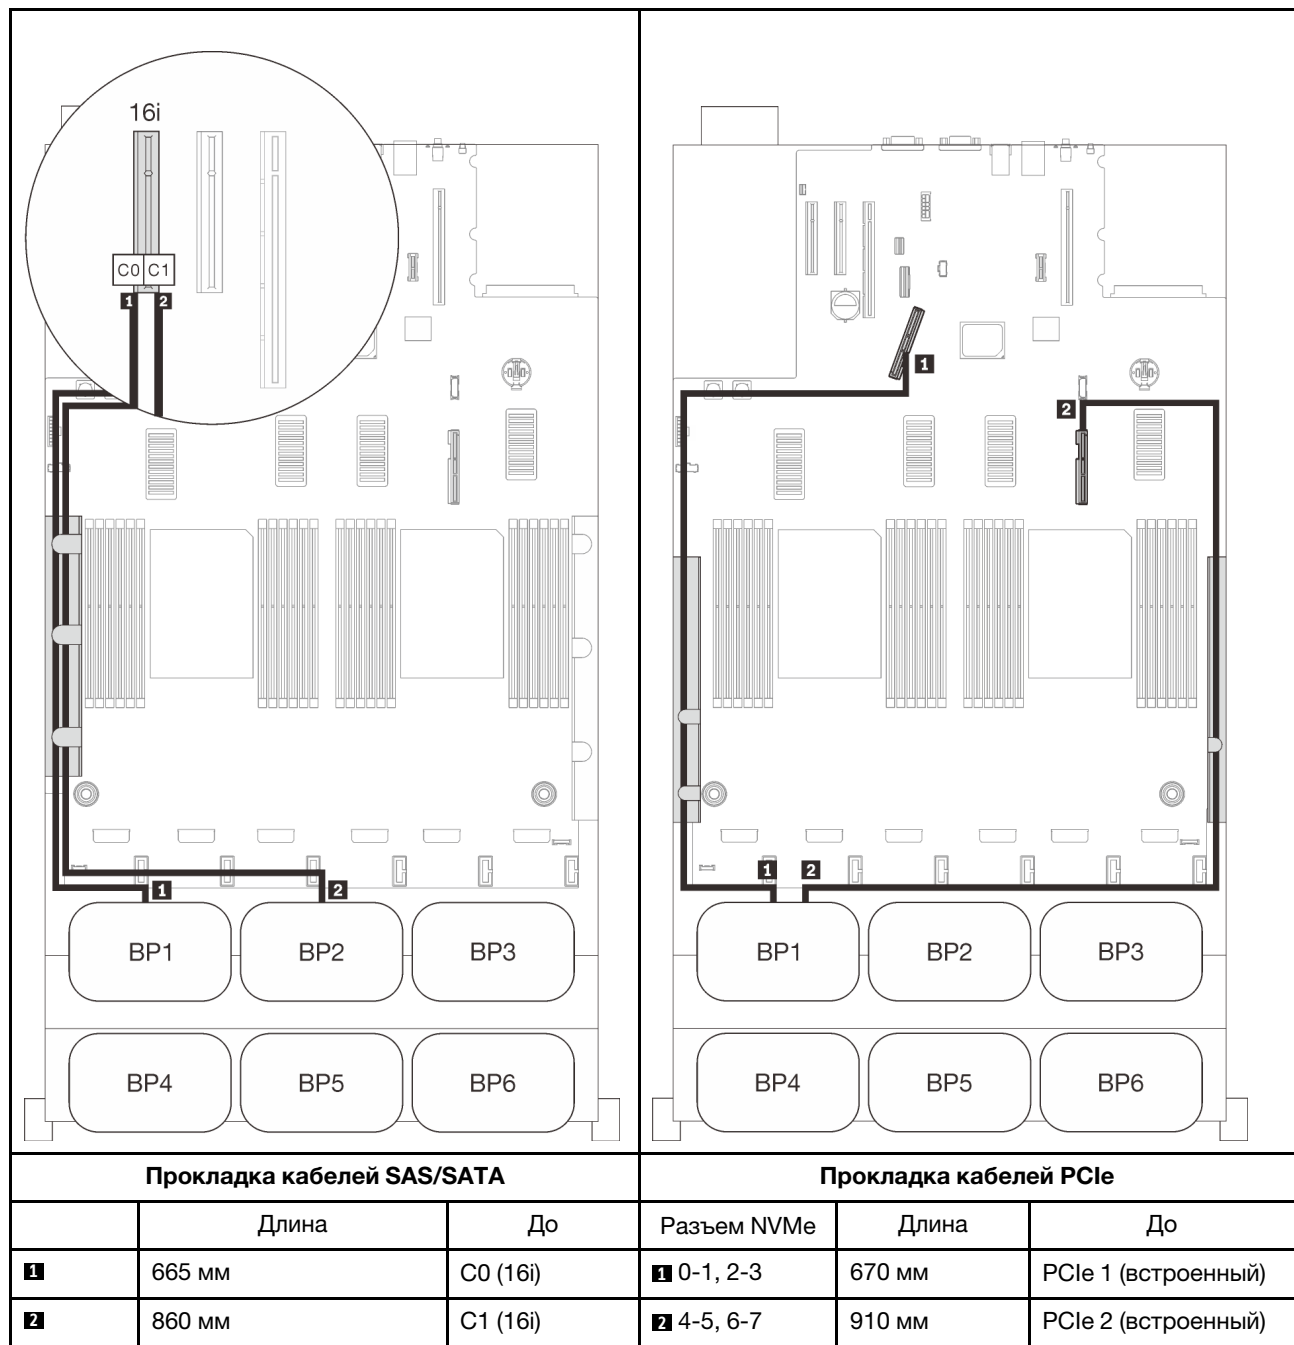 16i
C0 C1
1 2
1 2
BP1 BP2 BP3
BP4 BP5 BP6
1
2
1 2
BP1 BP2 BP3
BP4 BP5 BP6
Прокладка кабелей SAS/SATA
Прокладка кабелей PCIe
Длина До Разъем NVMe Длина До
1 665 мм C0 (16i) 1 0-1, 2-3 670 мм PCIe 1 (встроенный)
2 860 мм C1 (16i) 2 4-5, 6-7 910 мм PCIe 2 (встроенный)